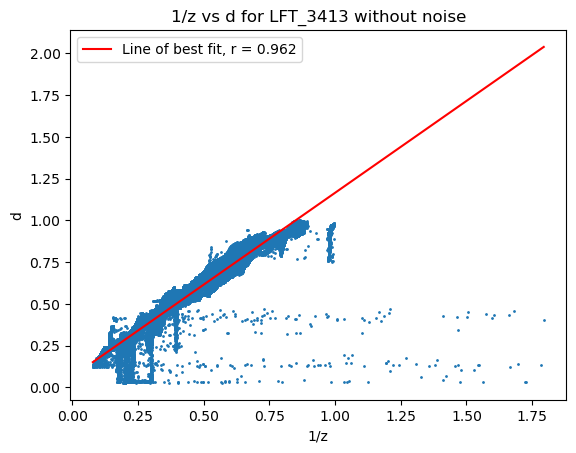 1/z vs d for LFT_3413 without noise
Line of best fit, r = 0.962
d
2.00
1.75
1.50
1.25
1.00
0.75
0.50
0.25
0.00
0.00 0.25 0.50 0.75 1.00 1.25 1.50 1.75
1/z